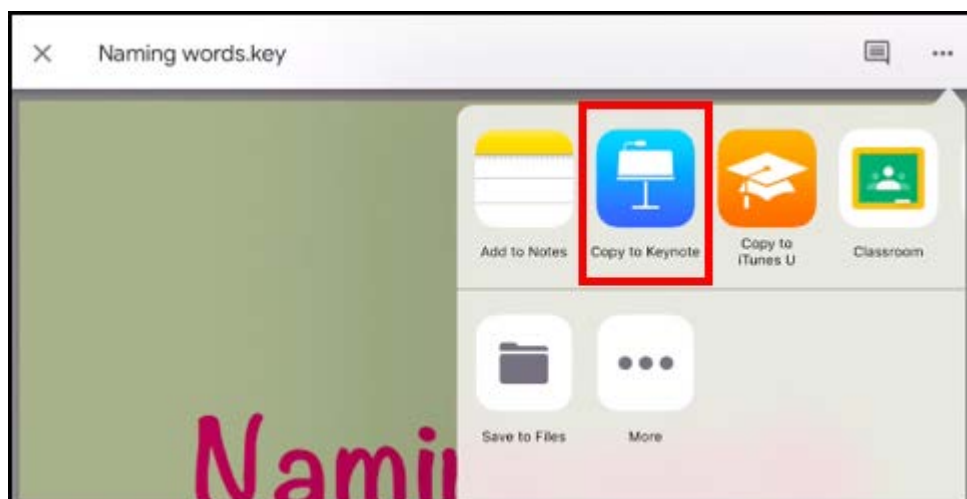 Naming words.key
Add to Notes
Copy to Keynote
Copy to
iTunes U
Classroom
Save to Files
More
Nami